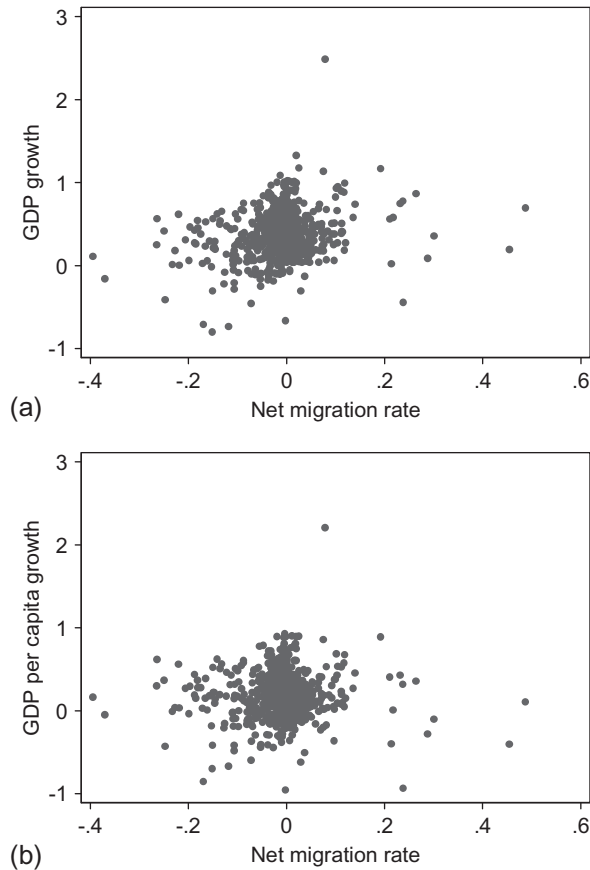 3
2
GDP growth
1
0
-1
-.4 -.2 0 .2 .4 .6
(a) Net migration rate
3
2
GDP per capita growth
1
0
-1
-.4 -.2 0 .2 .4 .6
(b) Net migration rate